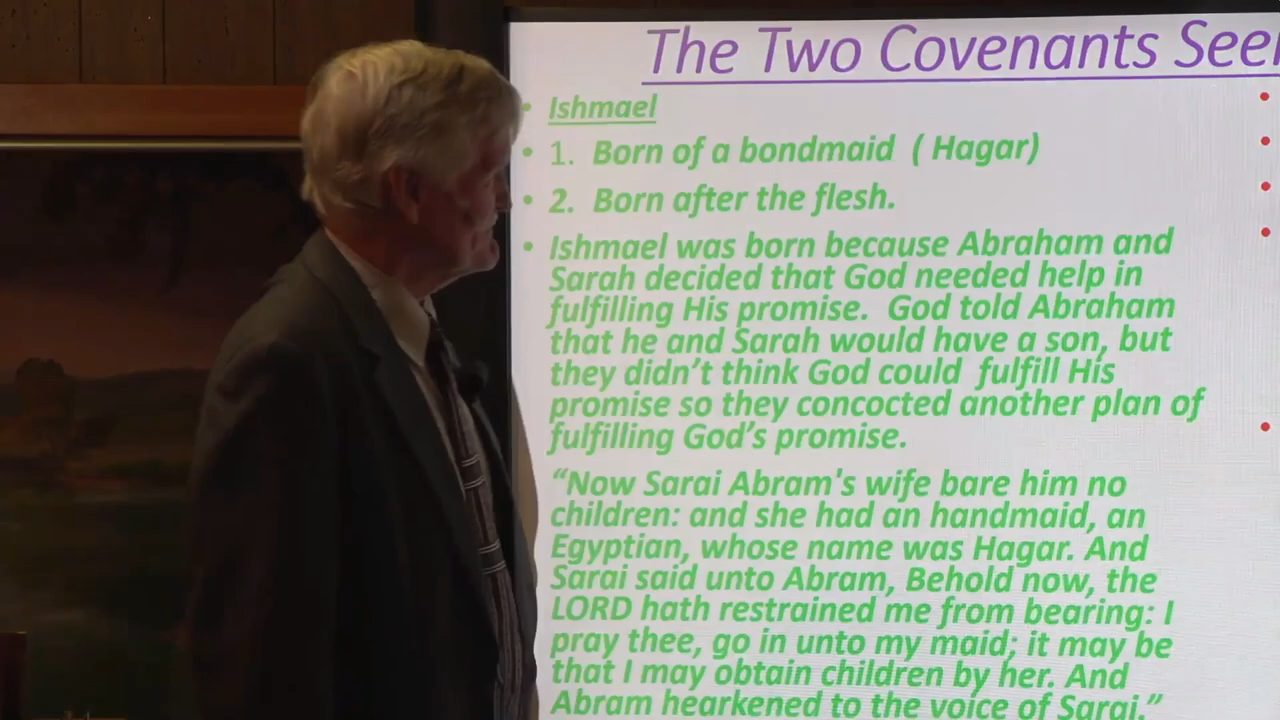 The Two Covenants See
• Ishmael
• 1. Born of a bondmaid ( Hagar)
• 2. Born after the flesh.
• Ishmael was born because Abraham and
Sarah decided that God needed help in
fulfilling His promise. God told Abraham
that he and Sarah would have a son, but
they didn't think God could fulfill His
promise so they concocted another plan of
fulfilling God's promise.
“Now Sarai Abram's wife bare him no
children: and she had an handmaid, an
Egyptian, whose name was Hagar. And
Sarai said unto Abram, Behold now, the
LORD hath restrained me from bearing: I
pray thee, go in unto my maid; it may be
that I may obtain children by her. And
Abram hearkened to the voice of Sarai.”